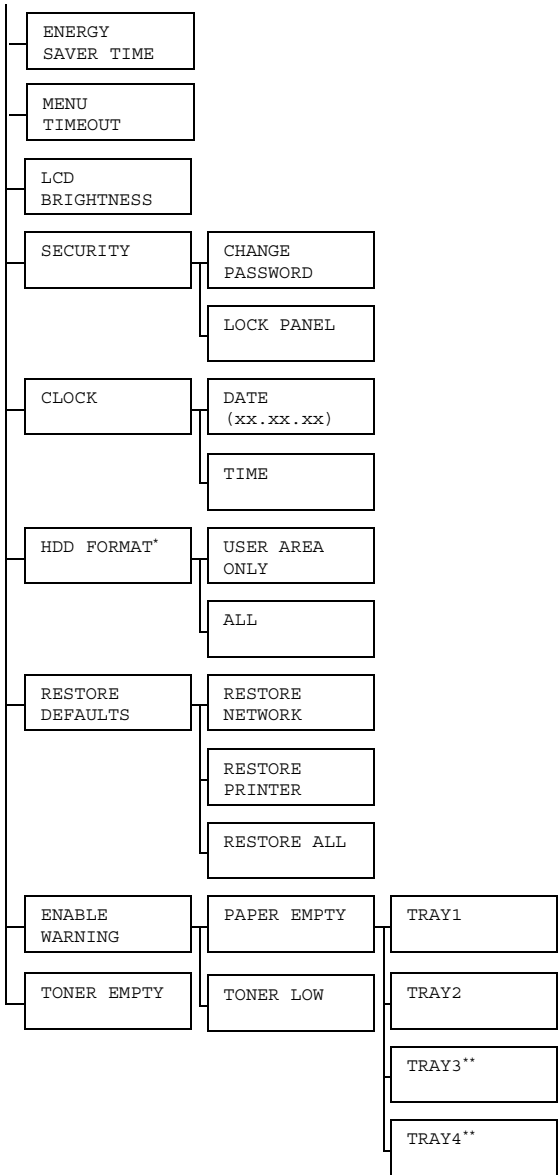 ENERGY
SAVER TIME
MENU
TIMEOUT
LCD
BRIGHTNESS
SECURITY
CHANGE
PASSWORD
LOCK PANEL
CLOCK
DATE
(xx.xx.xx)
TIME
HDD FORMAT*
USER AREA
ONLY
ALL
RESTORE
DEFAULTS
RESTORE
NETWORK
RESTORE
PRINTER
RESTORE ALL
ENABLE
WARNING
PAPER EMPTY
TRAY1
TONER EMPTY
TONER LOW
TRAY2
TRAY3**
TRAY4**